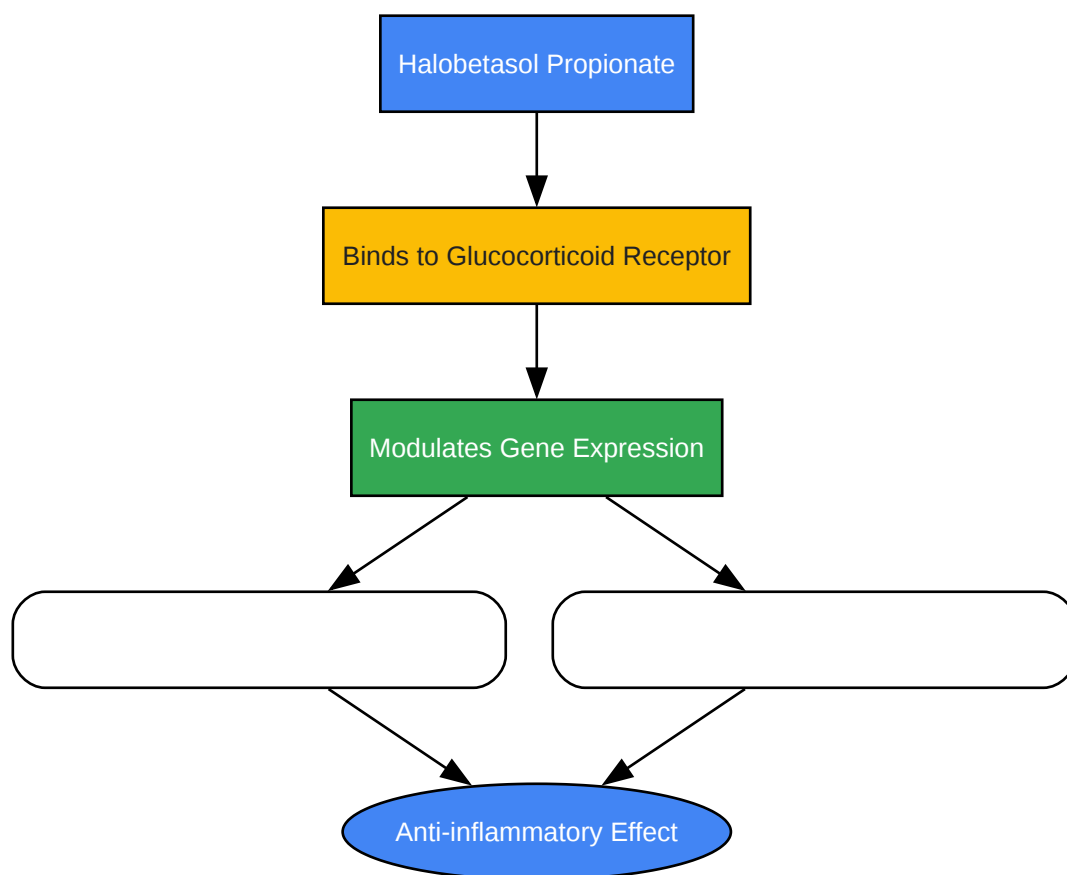 Halobetasol Propionate
Binds to Glucocorticoid Receptor
Modulates Gene Expression
Anti-inflammatory Effect